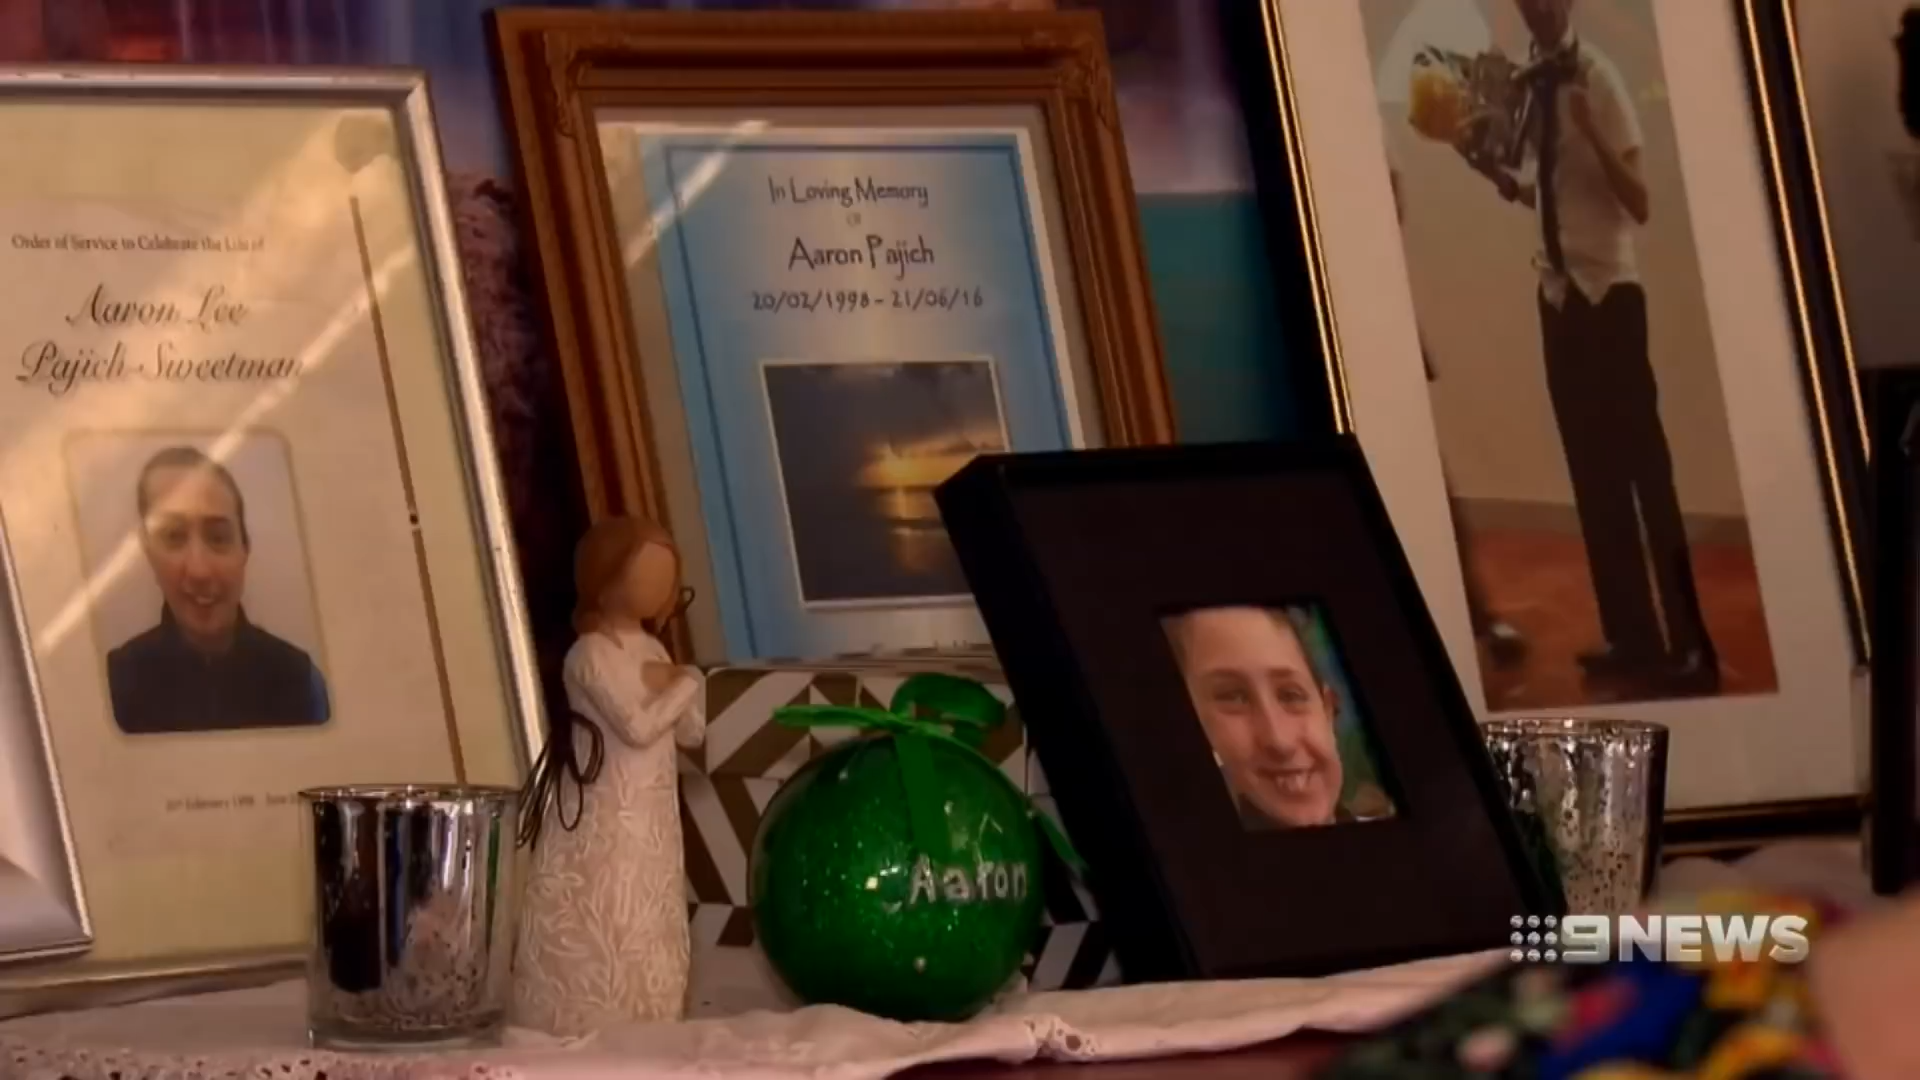 Order of Service to Celebrate the Life of
Aaron Lee
Pajich-Sweetman
In Loving Memory
OF
Aaron Pajich
20/02/1998 - 21/06/16
Aaron
9NEWS